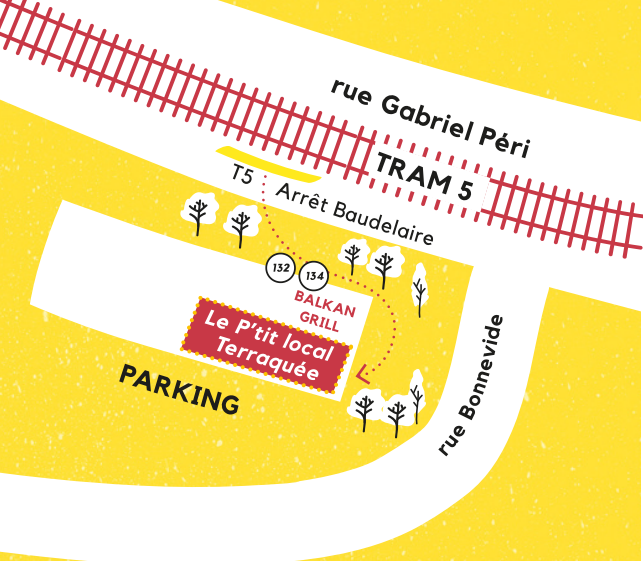 rue Gabriel Péri
TRAM 5
T5
Arrêt Baudelaire
132
134
BALKAN
GRILL
Le P'tit local
Terraquée
PARKING
rue Bonnevide